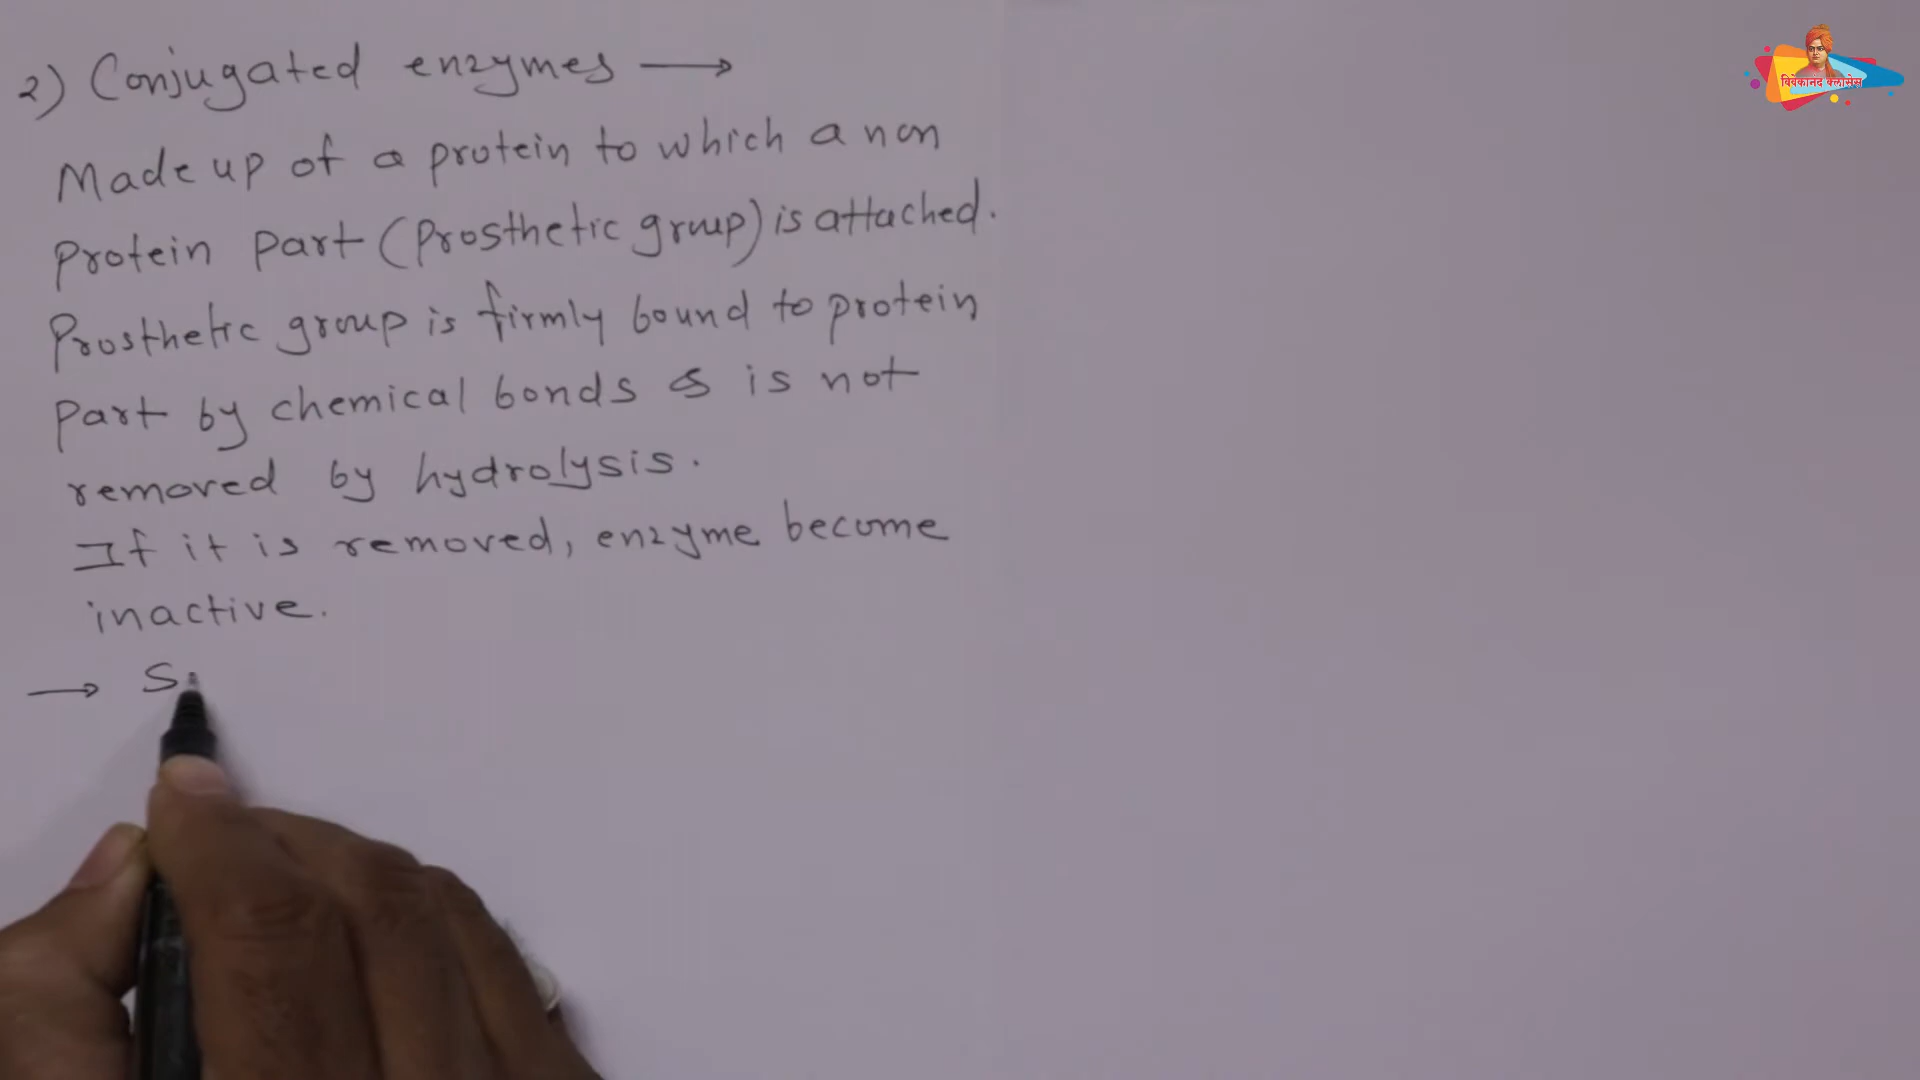 2) Conjugated enzymes →
Made up of a protein to which a non
protein part (Prosthetic group) is attached.
Prosthetic group is firmly bound to protein
part by chemical bonds & is not
removed by hydrolysis.
If it is removed, enzyme become
inactive.
→ S
विवेकानंद क्लासेस